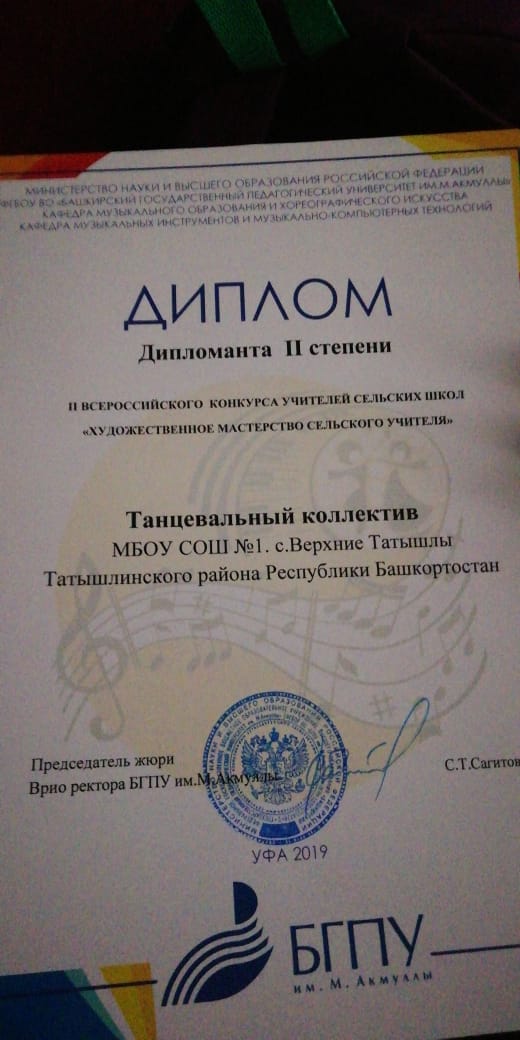 МИНИСТЕРСТВО НАУКИ И ВЫСШЕГО ОБРАЗОВАНИЯ РОССИЙСКОЙ ФЕДЕРАЦИИ
ФГБОУ ВО «БАШКИРСКИЙ ГОСУДАРСТВЕННЫЙ ПЕДАГОГИЧЕСКИЙ УНИВЕРСИТЕТ ИМ.М.АКМУЛЛЫ»
КАФЕДРА МУЗЫКАЛЬНОГО ОБРАЗОВАНИЯ И ХОРЕОГРАФИЧЕСКОГО ИСКУССТВА
КАФЕДРА МУЗЫКАЛЬНЫХ ИНСТРУМЕНТОВ И МУЗЫКАЛЬНО-КОМПЬЮТЕРНЫХ ТЕХНОЛОГИЙ
ДИПЛОМ
Дипломанта II степени
II ВСЕРОССИЙСКОГО КОНКУРСА УЧИТЕЛЕЙ СЕЛЬСКИХ ШКОЛ
«ХУДОЖЕСТВЕННОЕ МАСТЕРСТВО СЕЛЬСКОГО УЧИТЕЛЯ»
Танцевальный коллектив
МБОУ СОШ №1. с.Верхние Татышлы
Татышлинского района Республики Башкортостан
Председатель жюри
Врио ректора БГПУ им.М.Акмуллы
С.Т.Сагитов
УФА 2019
БГПУ
им. М. Акмуллы